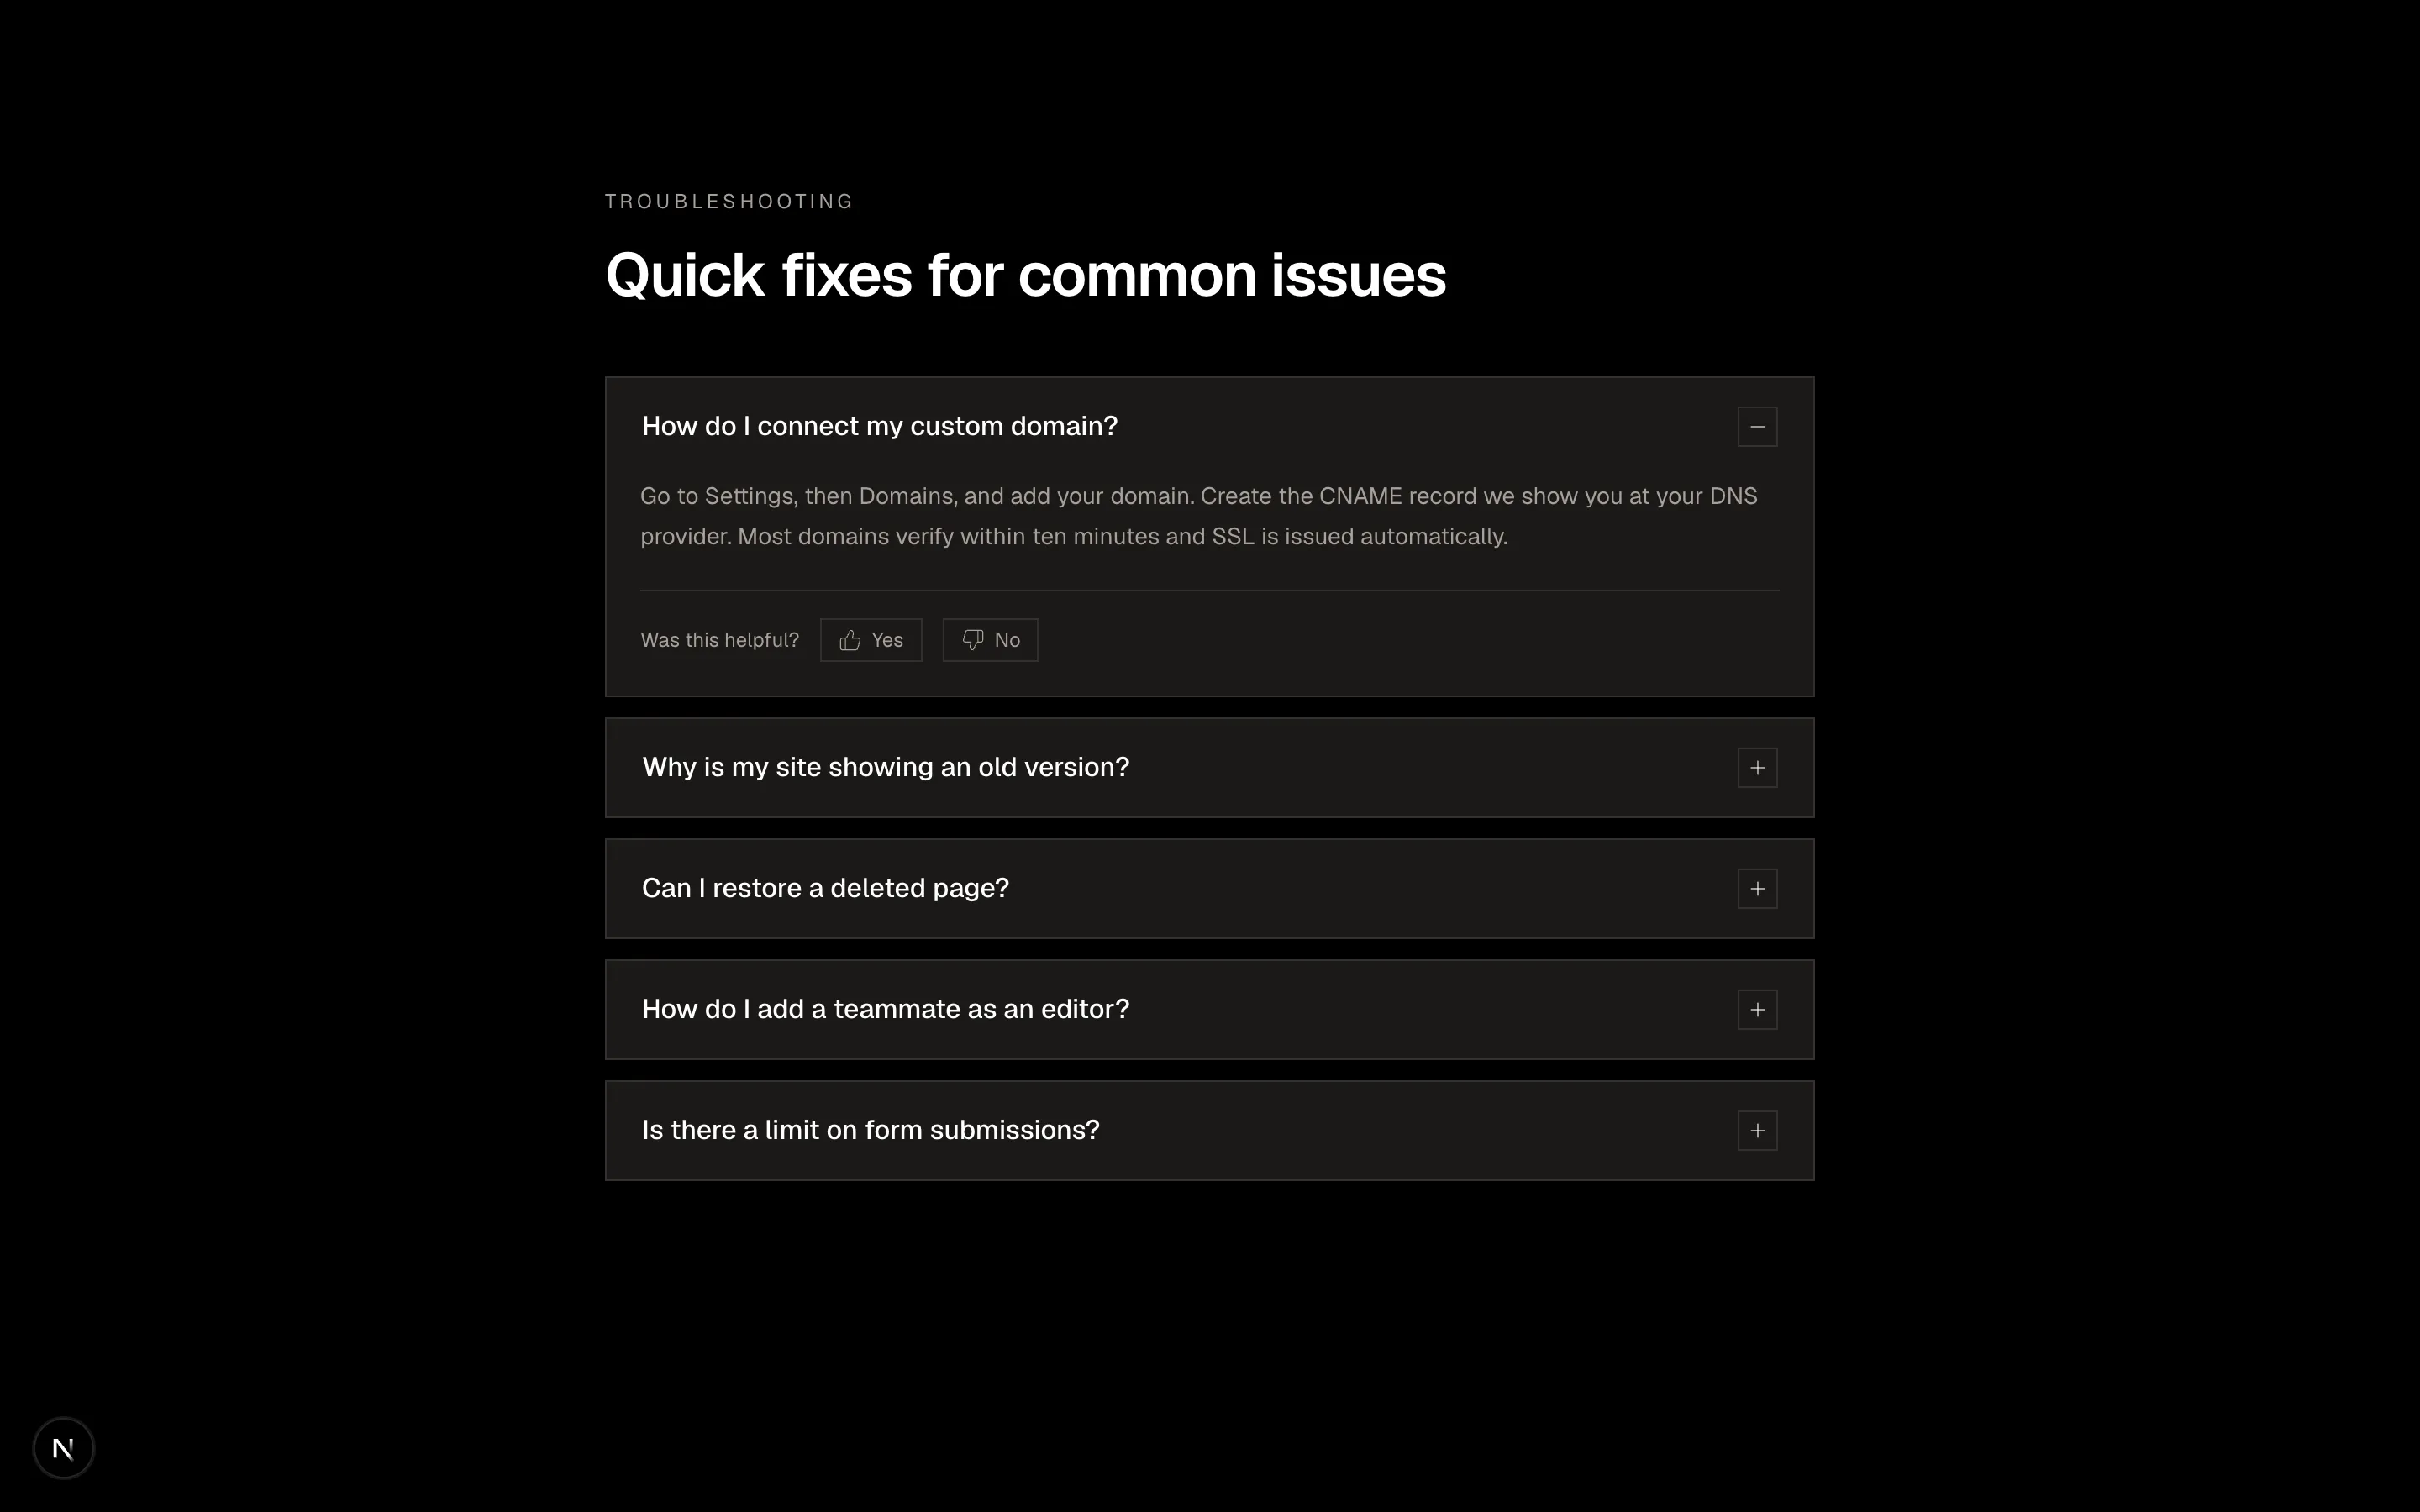 TROUBLESHOOTING
Quick fixes for common issues
How do I connect my custom domain?
Go to Settings, then Domains, and add your domain. Create the CNAME record we show you at your DNS
provider. Most domains verify within ten minutes and SSL is issued automatically.
Was this helpful? Yes No
Why is my site showing an old version?
Can I restore a deleted page?
How do I add a teammate as an editor?
Is there a limit on form submissions?
N